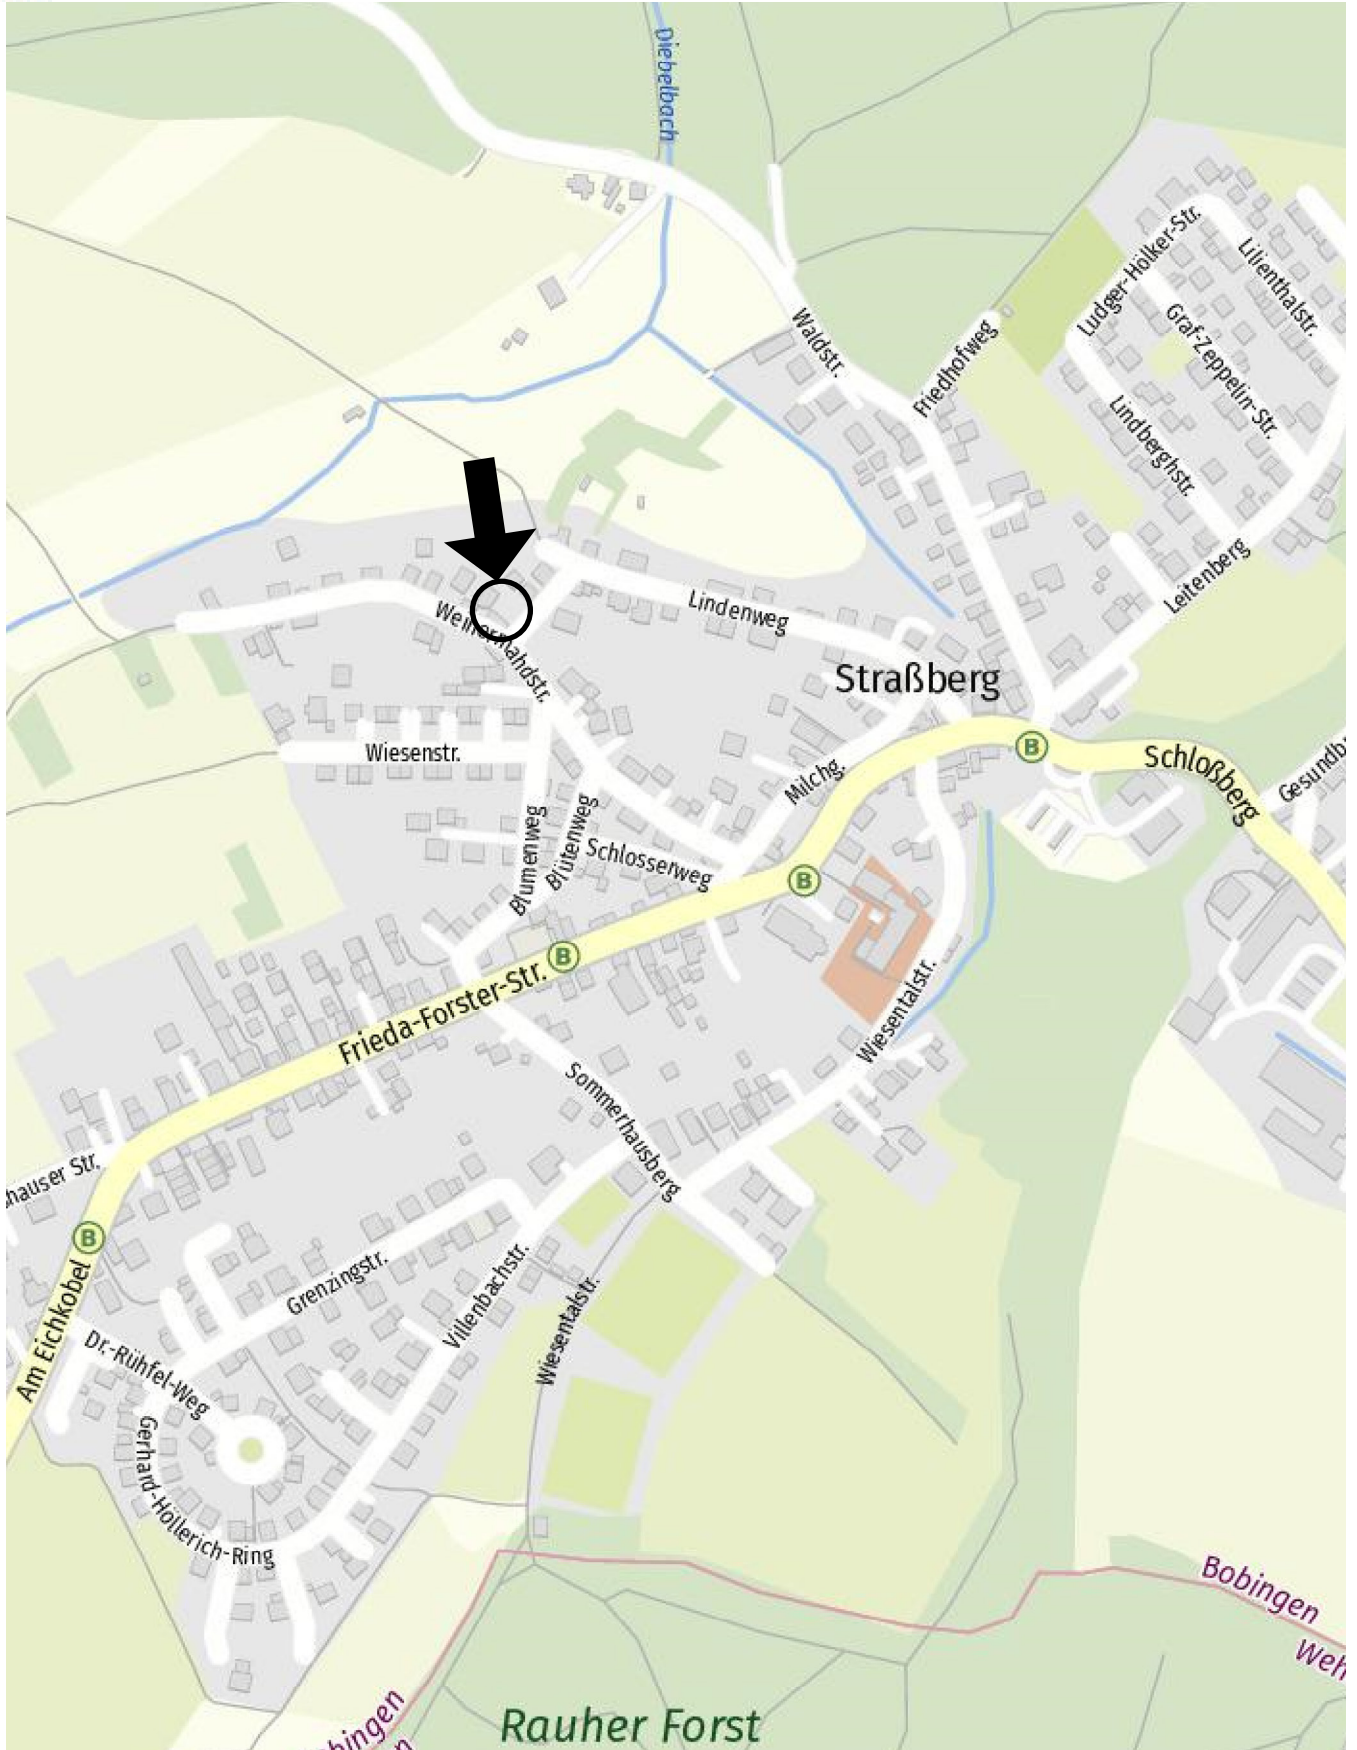 Diebelbach
Ludger-Hölker-Str.
Lilienthalstr.
Waldstr.
Friedhofweg
Graf-Zeppelin-Str.
Lindberghstr.
Leitenberg
Lindenweg
Straßberg
Wiesenstr.
B
Schloßberg
Milchg.
Blumenweg
Blütenweg
Schlosserweg
B
B
Frieda-Forster-Str.
Wiesentalstr.
Sommerhausberg
hauser Str.
B
Grenzingstr.
Villenbachstr.
Wiesentalstr.
Am Eichkobel
Dr.-Rühfel-Weg
Gerhard-Höllerich-Ring
Bobingen
Weh
Rauher Forst